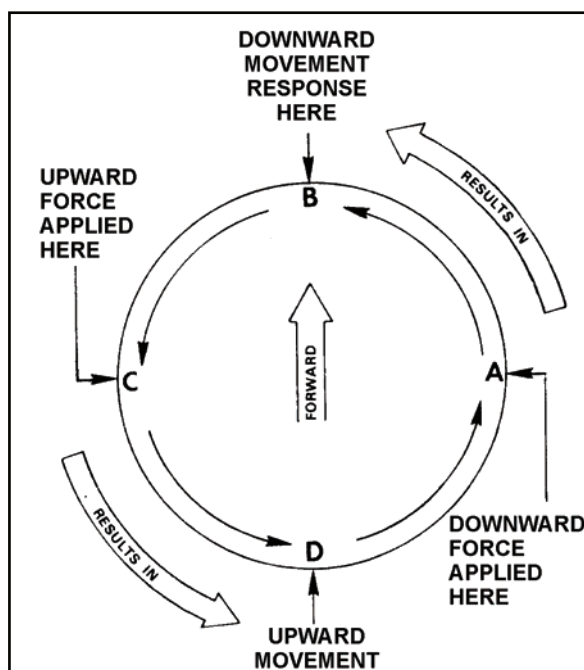 DOWNWARD
MOVEMENT
RESPONSE
HERE
UPWARD
FORCE
APPLIED
HERE
RESULTS IN
B
C
FORWARD
A
RESULTS IN
D
DOWNWARD
FORCE
APPLIED
HERE
UPWARD
MOVEMENT